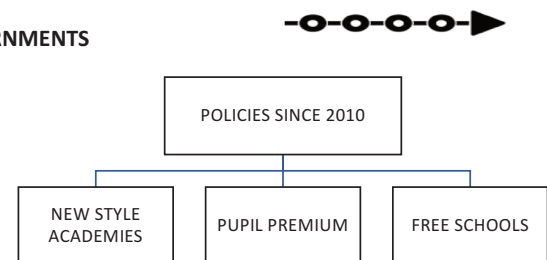 RNMENTS
POLICIES SINCE 2010
NEW STYLE
ACADEMIES
PUPIL PREMIUM
FREE SCHOOLS